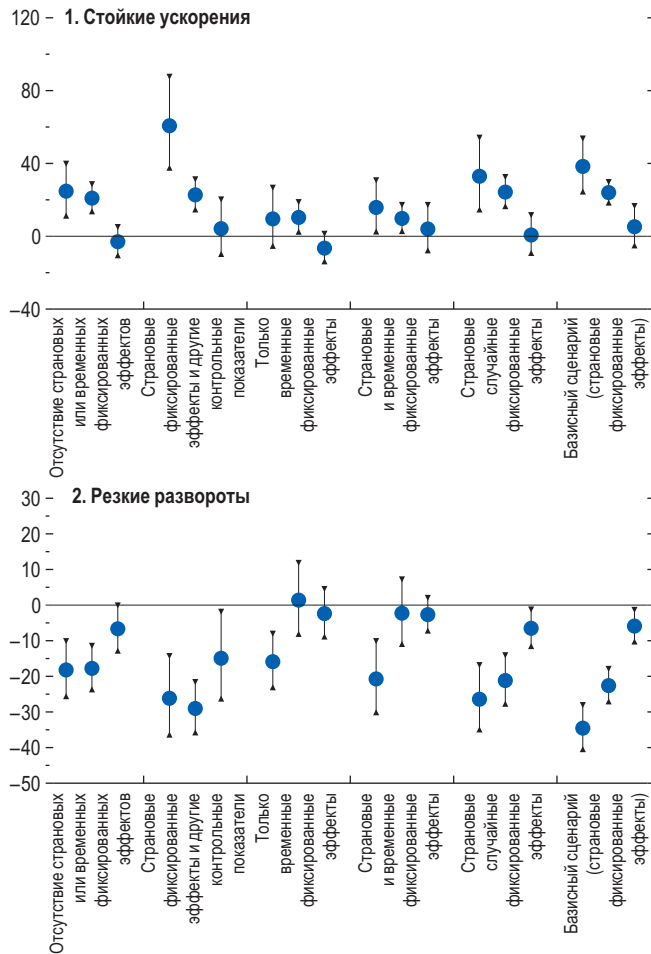 1. Стойкие ускорения
120
80
40
0
–40
Отсутствие страновых
или временных
фиксированных
эффектов
Страновые
фиксированные
эффекты и другие
контрольные
показатели
Только
временные
фиксированные
эффекты
Страновые
и временные
фиксированные
эффекты
Страновые
случайные
фиксированные
эффекты
Базисный сценарий
(страновые
фиксированные
эффекты)
2. Резкие развороты
30
20
10
0
–10
–20
–30
–40
–50
Отсутствие страновых
или временных
фиксированных
эффектов
Страновые
фиксированные
эффекты и другие
контрольные
показатели
Только
временные
фиксированные
эффекты
Страновые
и временные
фиксированные
эффекты
Страновые
случайные
фиксированные
эффекты
Базисный сценарий
(страновые
фиксированные
эффекты)